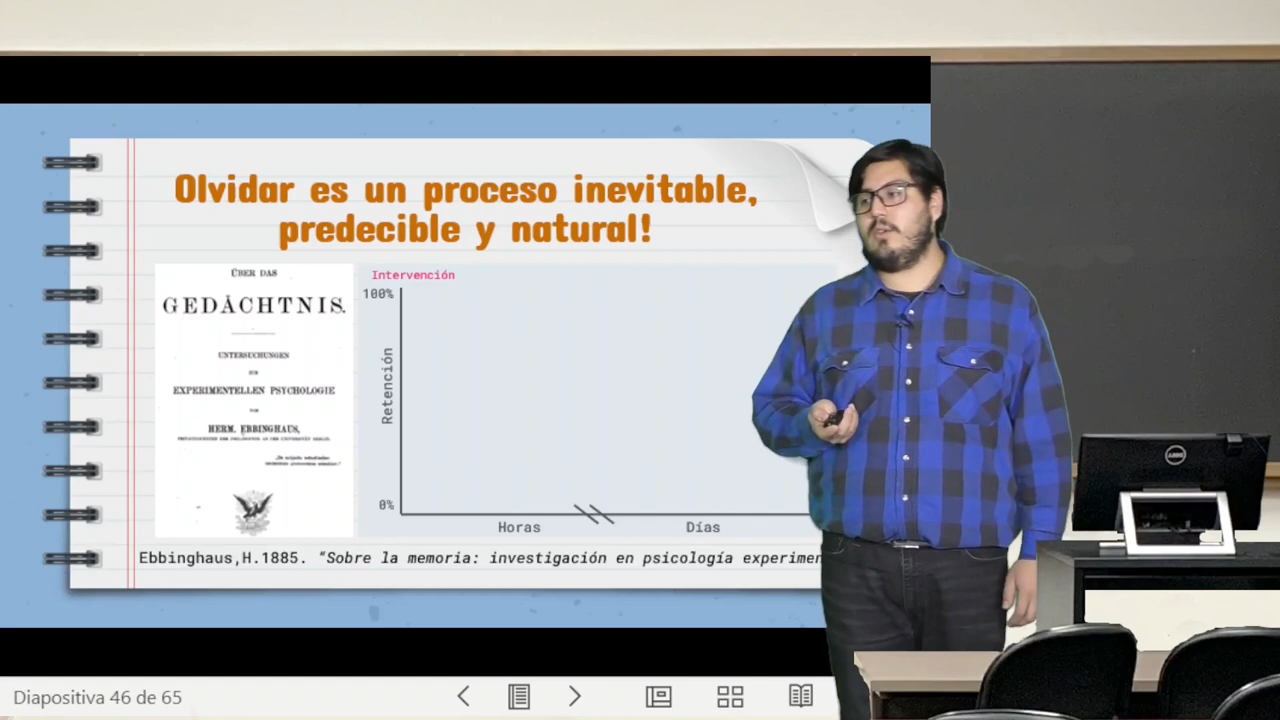 Olvidar es un proceso inevitable,
predecible y natural!
ÜBER DAS
GEDÄCHTNIS.
UNTERSUCHUNGEN
ZUR
EXPERIMENTELLEN PSYCHOLOGIE
VON
HERM. EBBINGHAUS,
Intervención
100%
Retención
0%
Horas
Días
Ebbinghaus,H.1885. "Sobre la memoria: investigación en psicología experimen
Diapositiva 46 de 65
DELL